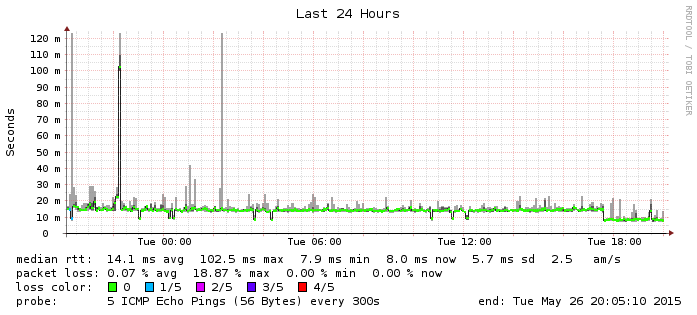 Last 24 Hours
RRDTOOL / TOBI OETIKER
Seconds
120 m
110 m
100 m
90 m
80 m
70 m
60 m
50 m
40 m
30 m
20 m
10 m
0
Tue 00:00 Tue 06:00 Tue 12:00 Tue 18:00
median rtt: 14.1 ms avg 102.5 ms max 7.9 ms min 8.0 ms now 5.7 ms sd 2.5 am/s
packet loss: 0.07 % avg 18.87 % max 0.00 % min 0.00 % now
loss color: 0 1/5 2/5 3/5 4/5
probe: 5 ICMP Echo Pings (56 Bytes) every 300s end: Tue May 26 20:05:10 2015